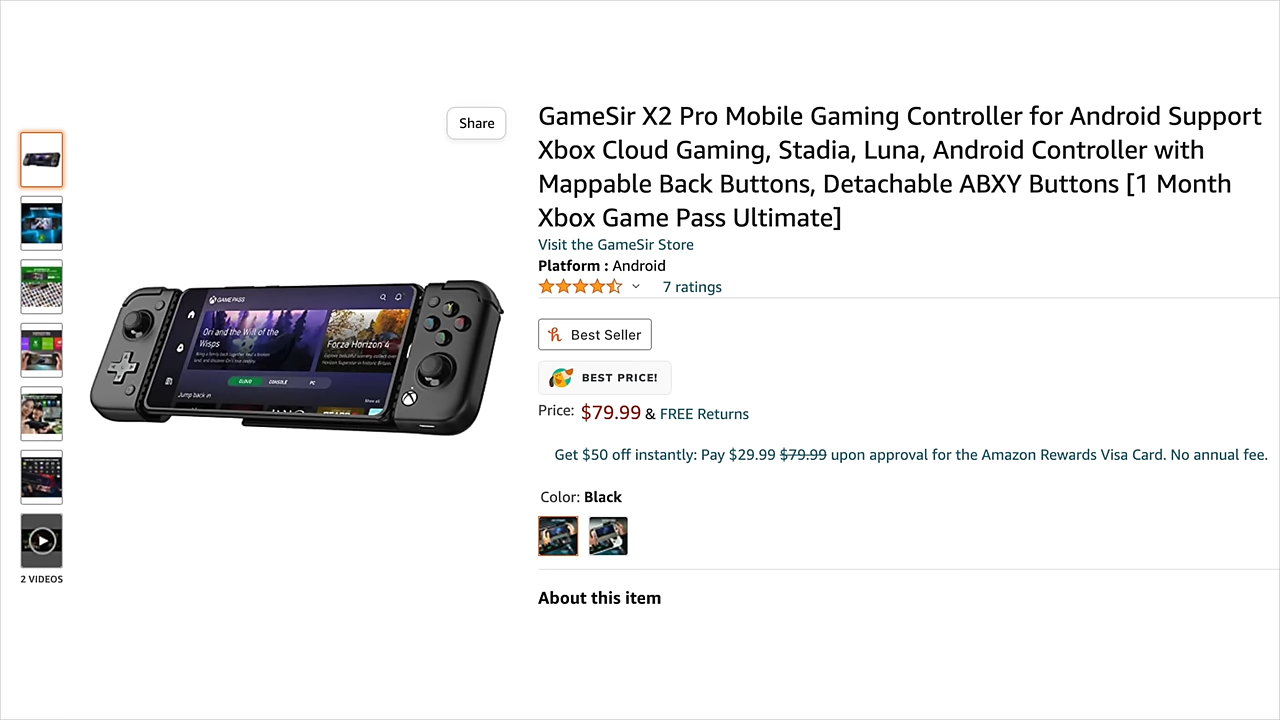 Share
GameSir X2 Pro Mobile Gaming Controller for Android Support
Xbox Cloud Gaming, Stadia, Luna, Android Controller with
Mappable Back Buttons, Detachable ABXY Buttons [1 Month
Xbox Game Pass Ultimate]
Visit the GameSir Store
Platform : Android
7 ratings
Best Seller
BEST PRICE!
Price: $79.99 & FREE Returns
Get $50 off instantly: Pay $29.99 $79.99 upon approval for the Amazon Rewards Visa Card. No annual fee.
Color: Black
About this item
GAME PASS
Ori and the Will of the
Wisps
Forza Horizon 4
CLOUD CONSOLE PC
Jump back in
Show all
2 VIDEOS